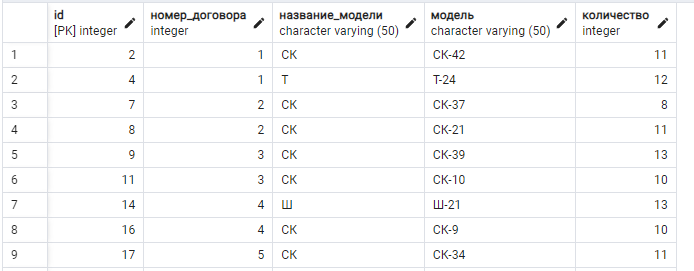 id номер_договора название_модели модель количество
[PK] integer integer character varying (50) character varying (50) integer
1 2 1 СК СК-42 11
2 4 1 Т Т-24 12
3 7 2 СК СК-37 8
4 8 2 СК СК-21 11
5 9 3 СК СК-39 13
6 11 3 СК СК-10 10
7 14 4 Ш Ш-21 13
8 16 4 СК СК-9 10
9 17 5 СК СК-34 11